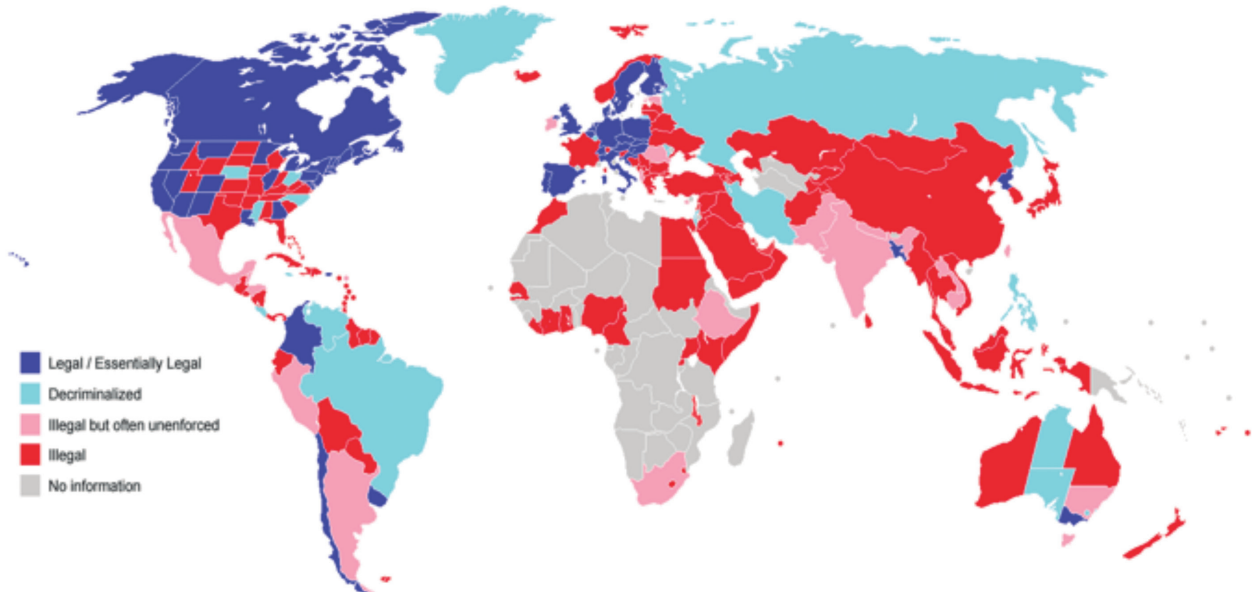 Legal / Essentially Legal
Decriminalized
Illegal but often unenforced
Illegal
No information